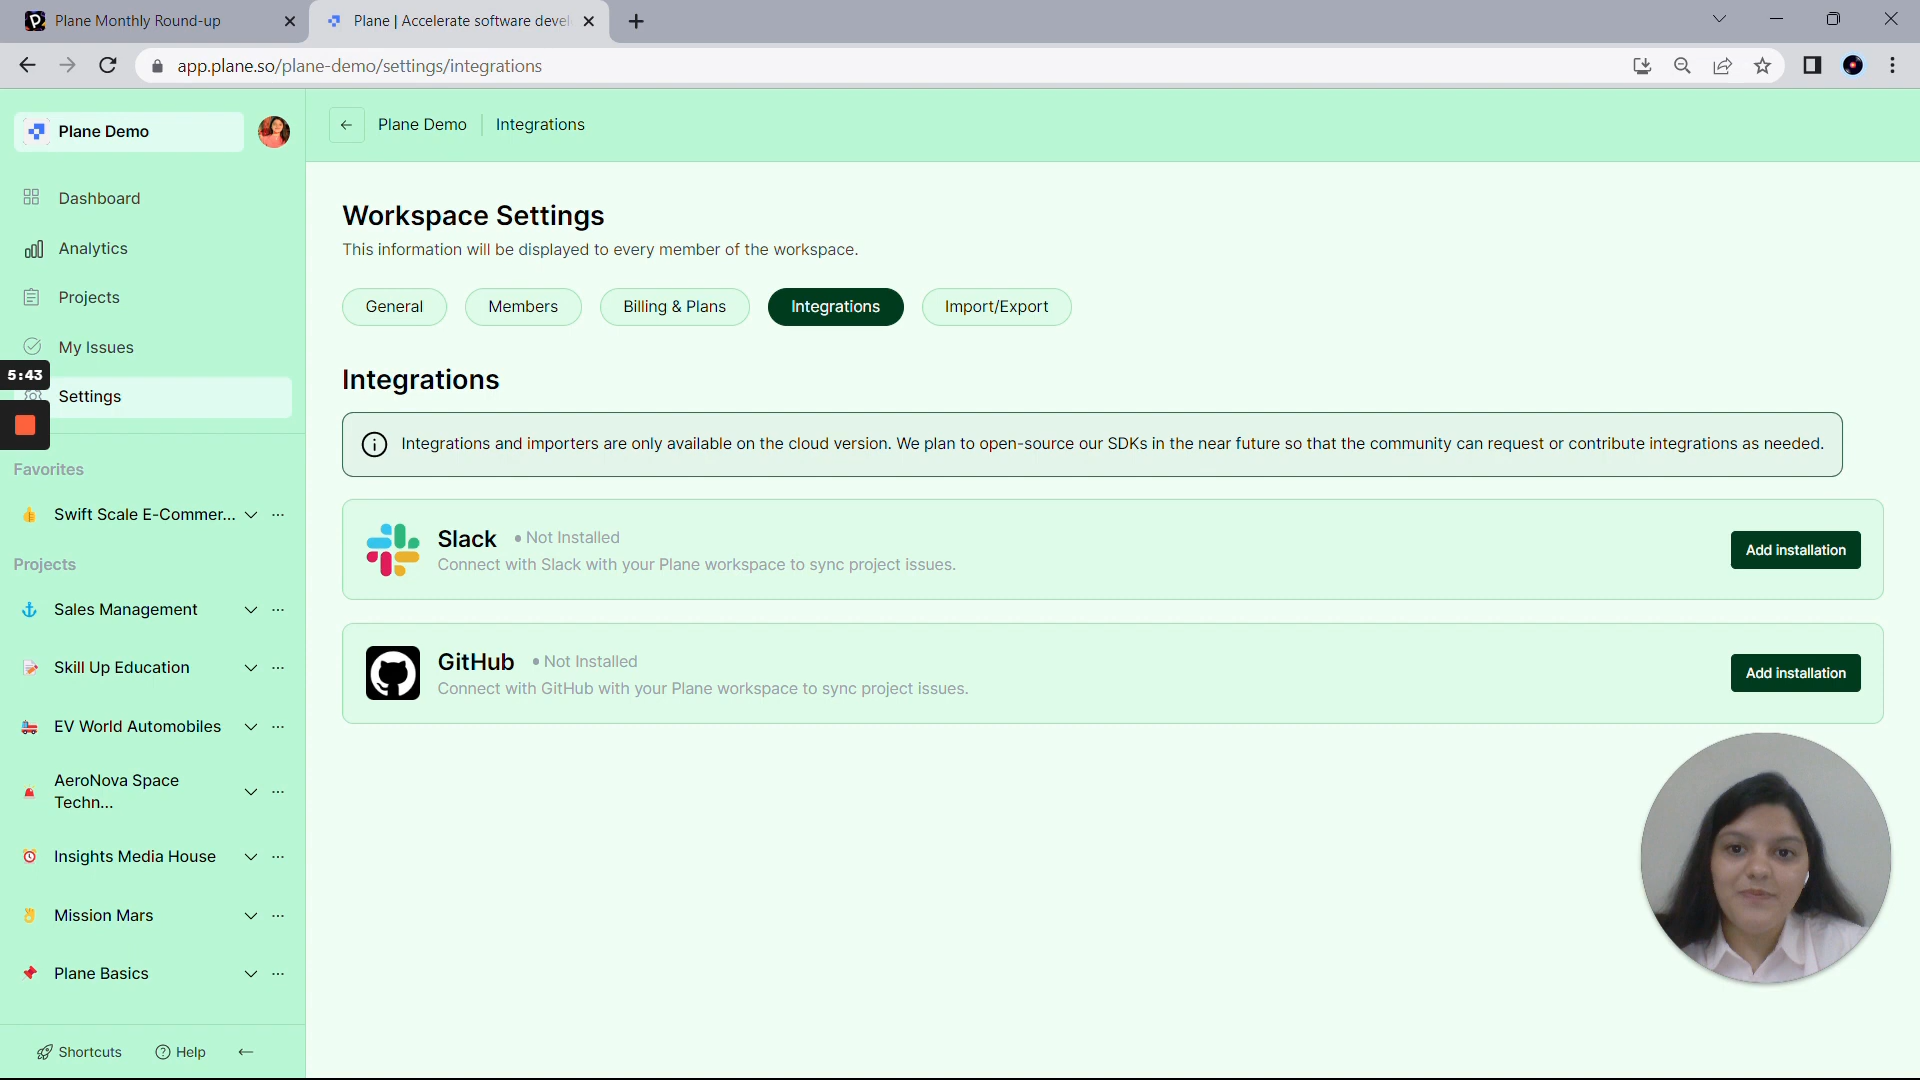 Plane Monthly Round-up
Plane | Accelerate software devel
app.plane.so/plane-demo/settings/integrations
Plane Demo
Dashboard
Analytics
Projects
My Issues
5:43
Settings
Favorites
Swift Scale E-Commer...
Projects
Sales Management
Skill Up Education
EV World Automobiles
AeroNova Space
Techn...
Insights Media House
Mission Mars
Plane Basics
Shortcuts
Help
Plane Demo
Integrations
Workspace Settings
This information will be displayed to every member of the workspace.
General
Members
Billing & Plans
Integrations
Import/Export
Integrations
Integrations and importers are only available on the cloud version. We plan to open-source our SDKs in the near future so that the community can request or contribute integrations as needed.
Slack
Not Installed
Connect with Slack with your Plane workspace to sync project issues.
Add installation
GitHub
Not Installed
Connect with GitHub with your Plane workspace to sync project issues.
Add installation